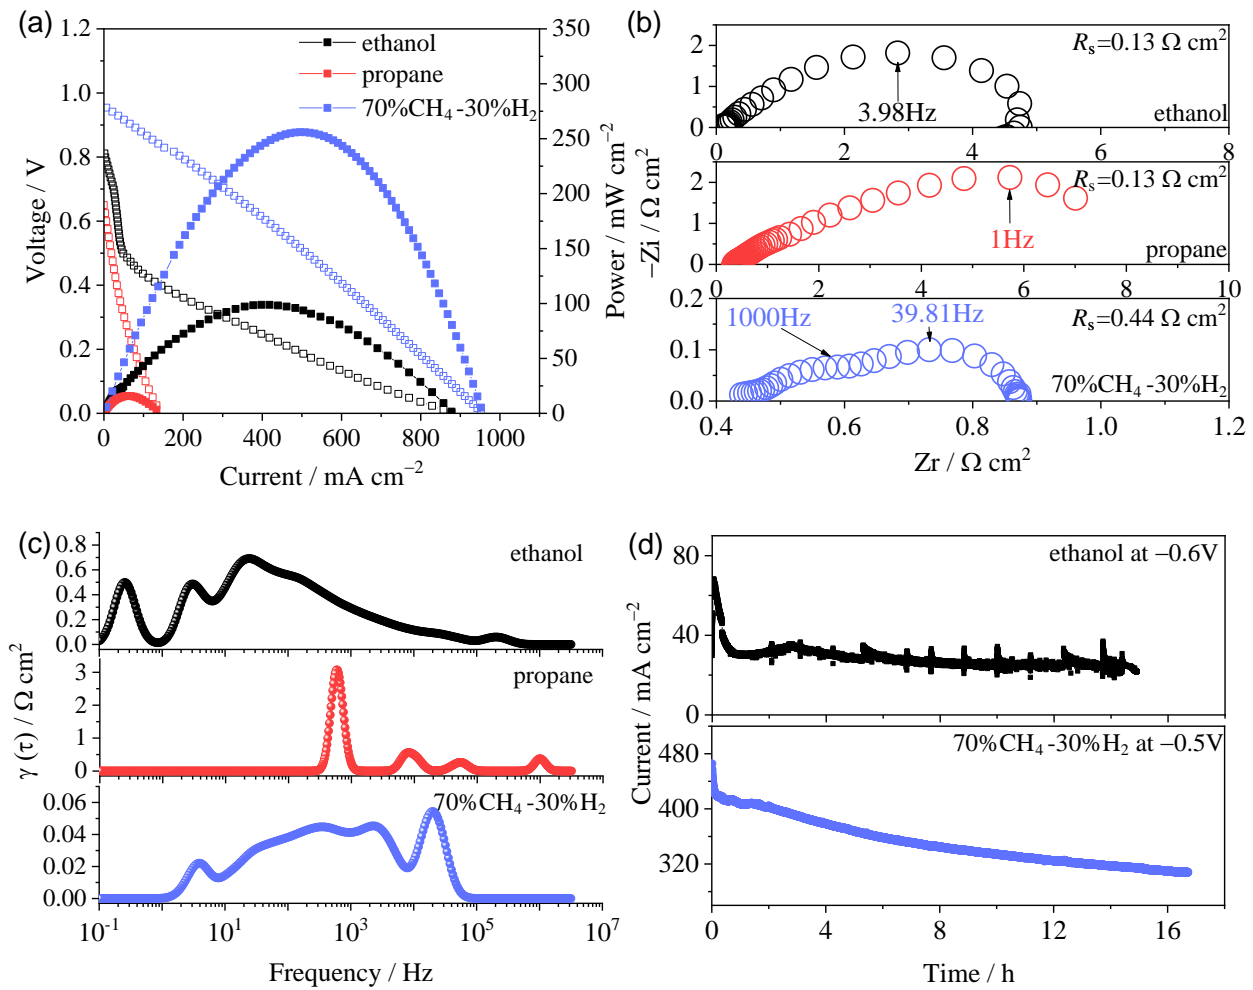 (a)
ethanol
propane
70%CH₄-30%H₂
1.2
1.0
0.8
0.6
0.4
0.2
0.0
Voltage / V
350
300
250
200
150
100
50
0
Power / mW cm⁻²
0 200 400 600 800 1000
Current / mA cm⁻²
(b)
Rₛ=0.13 Ω cm²
3.98Hz
ethanol
2
1
0
0 2 4 6 8
Rₛ=0.13 Ω cm²
1Hz
propane
2
1
0
0 2 4 6 8 10
−Zi / Ω cm²
1000Hz
39.81Hz
Rₛ=0.44 Ω cm²
70%CH₄-30%H₂
0.2
0.1
0.0
0.4 0.6 0.8 1.0 1.2
Zr / Ω cm²
(c)
ethanol
0.8
0.6
0.4
0.2
0.0
propane
3
2
1
0
γ (τ) / Ω cm²
70%CH₄-30%H₂
0.06
0.04
0.02
0.00
10⁻¹ 10¹ 10³ 10⁵ 10⁷
Frequency / Hz
(d)
ethanol at −0.6V
80
40
0
Current / mA cm⁻²
70%CH₄-30%H₂ at −0.5V
480
400
320
0 4 8 12 16
Time / h